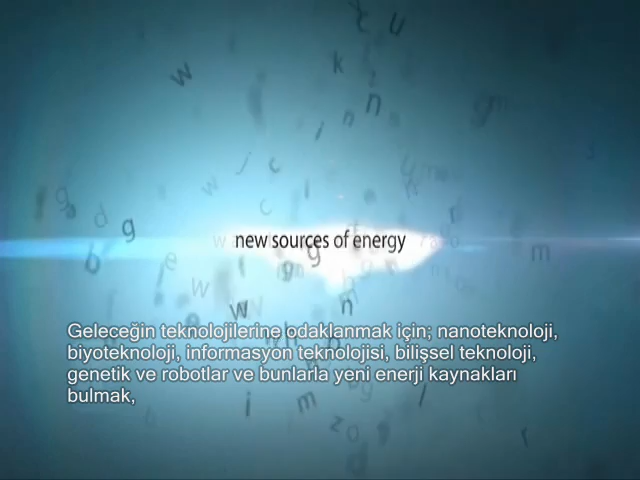 new sources of energy
Geleceğin teknolojilerine odaklanmak için; nanoteknoloji,
biyoteknoloji, informasyon teknolojisi, bilişsel teknoloji,
genetik ve robotlar ve bunlarla yeni enerji kaynakları
bulmak,